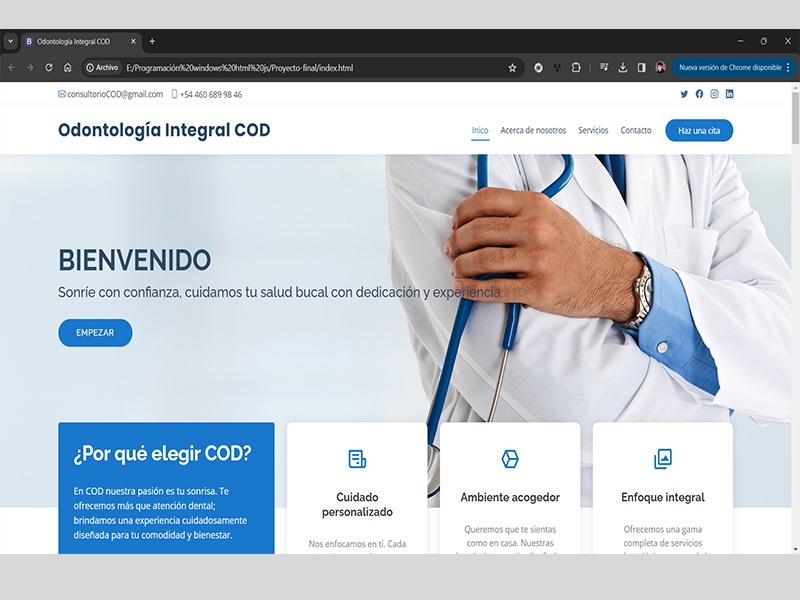 Odontología Integral COD
Archivo
E:/Programación%20windows%20html%20js/Proyecto-final/index.html
Nueva versión de Chrome disponible
consultorioCOD@gmail.com
+54 460 689 98 46
Odontología Integral COD
Inico
Acerca de nosotros
Servicios
Contacto
Haz una cita
BIENVENIDO
Sonríe con confianza, cuidamos tu salud bucal con dedicación y experiencia.
EMPEZAR
¿Por qué elegir COD?
En COD nuestra pasión es tu sonrisa. Te
ofrecemos más que atención dental;
brindamos una experiencia cuidadosamente
diseñada para tu comodidad y bienestar.
Cuidado
personalizado
Nos enfocamos en tí. Cada
Ambiente acogedor
Queremos que te sientas
como en casa. Nuestras
Enfoque integral
Ofrecemos una gama
completa de servicios